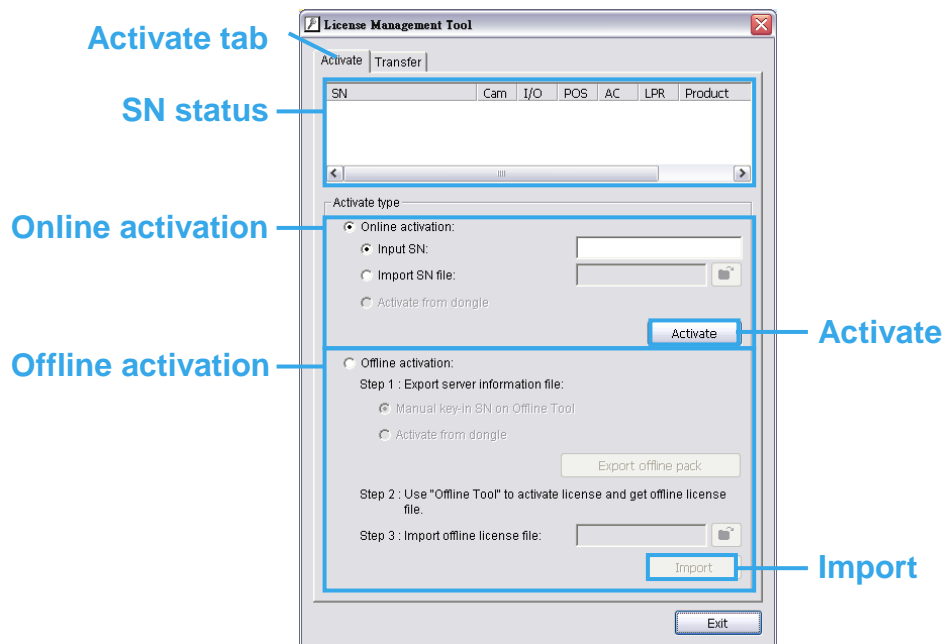 License Management Tool
Activate tab
Activate Transfer
SN status
SN Cam I/O POS AC LPR Product
Activate type
Online activation
Online activation:
Input SN:
Import SN file:
Activate from dongle
Activate
Activate
Offline activation
Offline activation:
Step 1 : Export server information file:
Manual key-in SN on Offline Tool
Activate from dongle
Export offline pack
Step 2 : Use "Offline Tool" to activate license and get offline license
file.
Step 3 : Import offline license file:
Import
Import
Exit